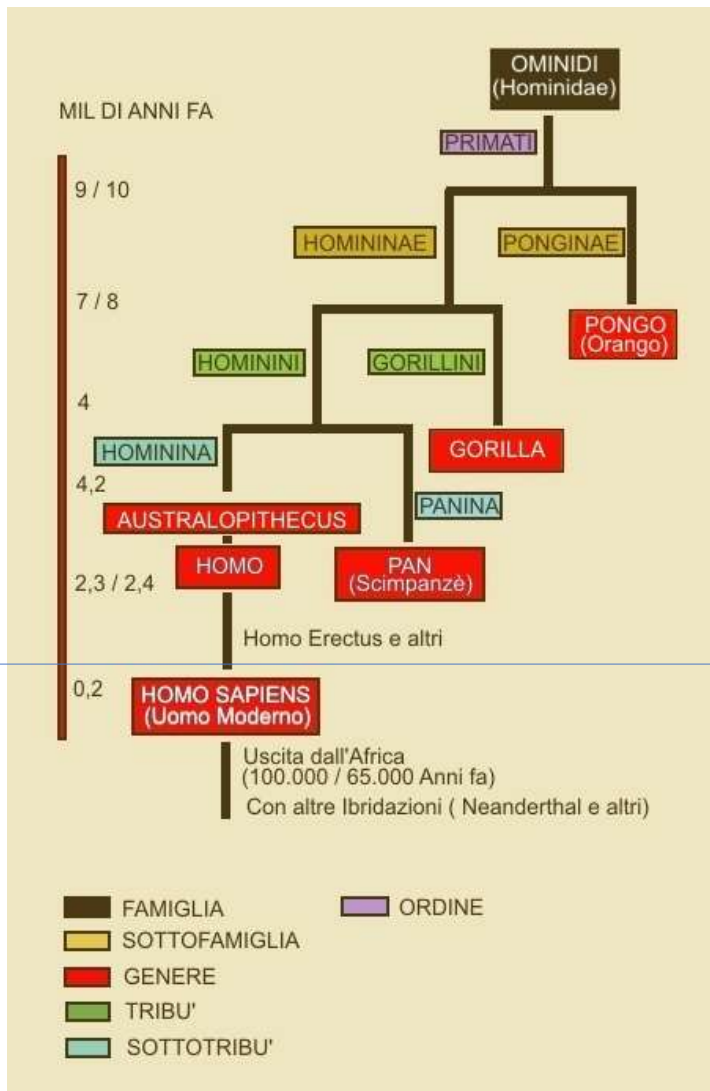 OMINIDI
(Hominidae)
MIL DI ANNI FA
PRIMATI
9 / 10
HOMININAE
PONGINAE
7 / 8
PONGO
(Orango)
HOMININI
GORILLINI
4
HOMININA
GORILLA
4,2
PANINA
AUSTRALOPITHECUS
HOMO
PAN
(Scimpanzè)
2,3 / 2,4
Homo Erectus e altri
0,2
HOMO SAPIENS
(Uomo Moderno)
Uscita dall'Africa
(100.000 / 65.000 Anni fa)
Con altre Ibridazioni ( Neanderthal e altri)
FAMIGLIA
ORDINE
SOTTOFAMIGLIA
GENERE
TRIBU'
SOTTOTRIBU'